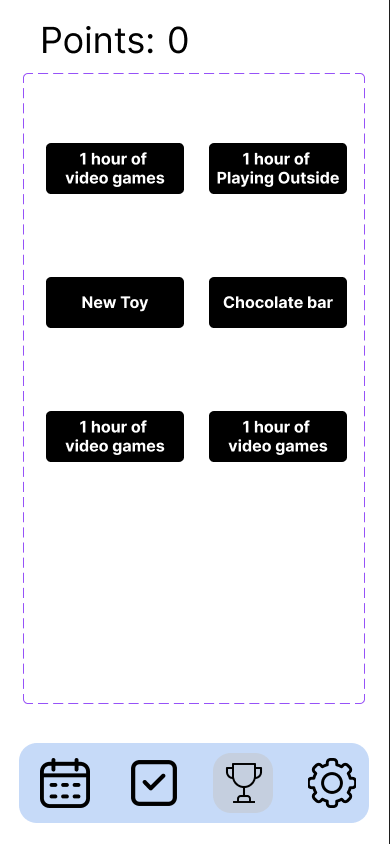 Points: 0
1 hour of
video games
1 hour of
Playing Outside
New Toy
Chocolate bar
1 hour of
video games
1 hour of
video games